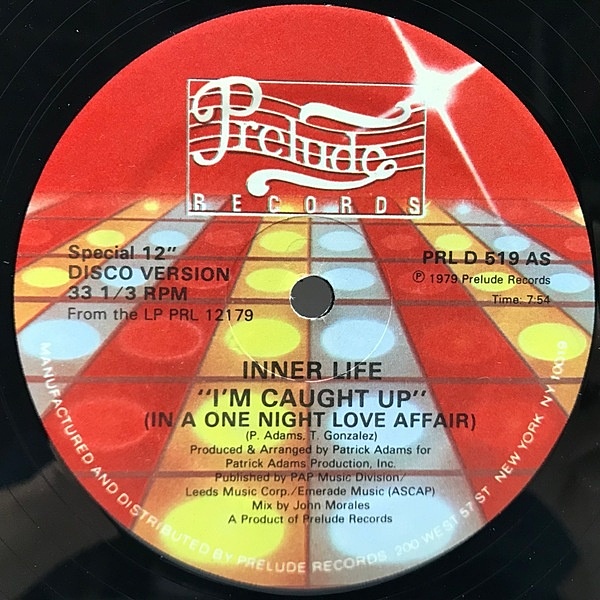 Prelude
RECORDS
Special 12"
DISCO VERSION
33 1/3 RPM
From the LP PRL 12179
PRL D 519 AS
℗ 1979 Prelude Records
Time: 7:54
INNER LIFE
"I'M CAUGHT UP"
(IN A ONE NIGHT LOVE AFFAIR)
(P. Adams, T. Gonzalez)
Produced & Arranged by Patrick Adams for
Patrick Adams Production, Inc.
Published by PAP Music Division/
Leeds Music Corp./Emerade Music (ASCAP)
Mix by John Morales
A Product of Prelude Records
MANUFACTURED AND DISTRIBUTED BY PRELUDE RECORDS 200 WEST 57 ST NEW YORK NY 10019